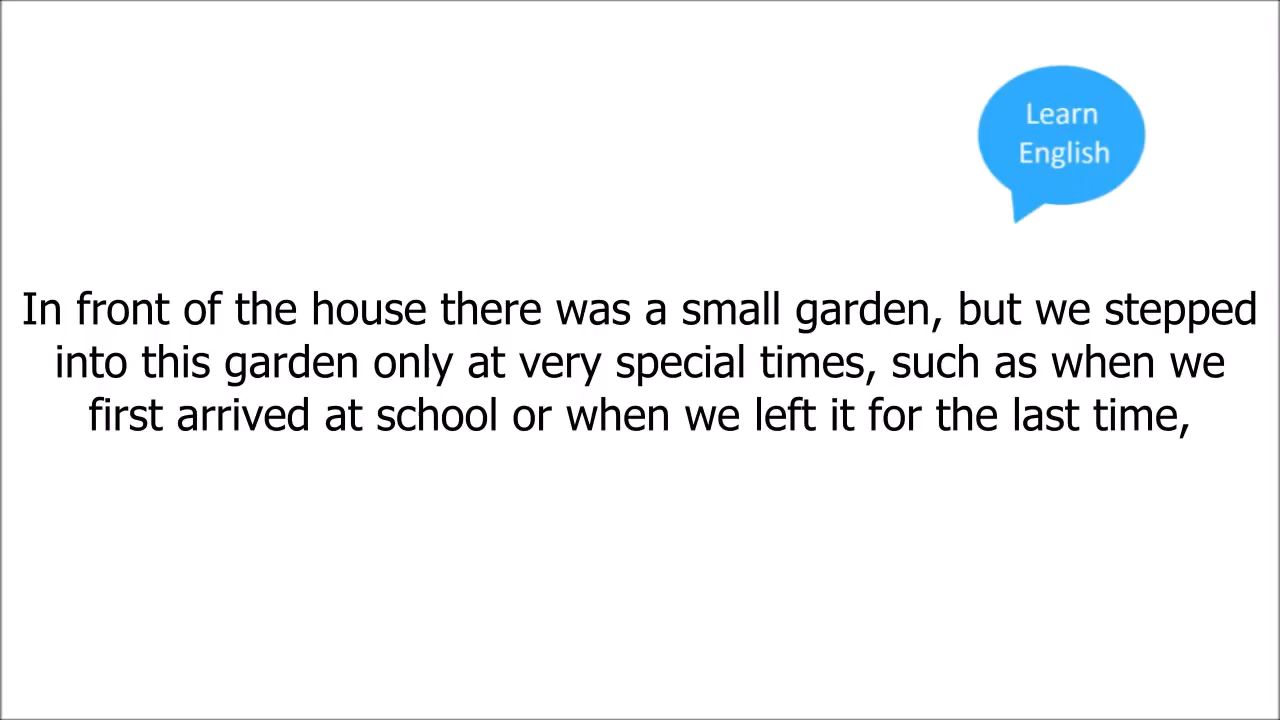 Learn
English
In front of the house there was a small garden, but we stepped
into this garden only at very special times, such as when we
first arrived at school or when we left it for the last time,